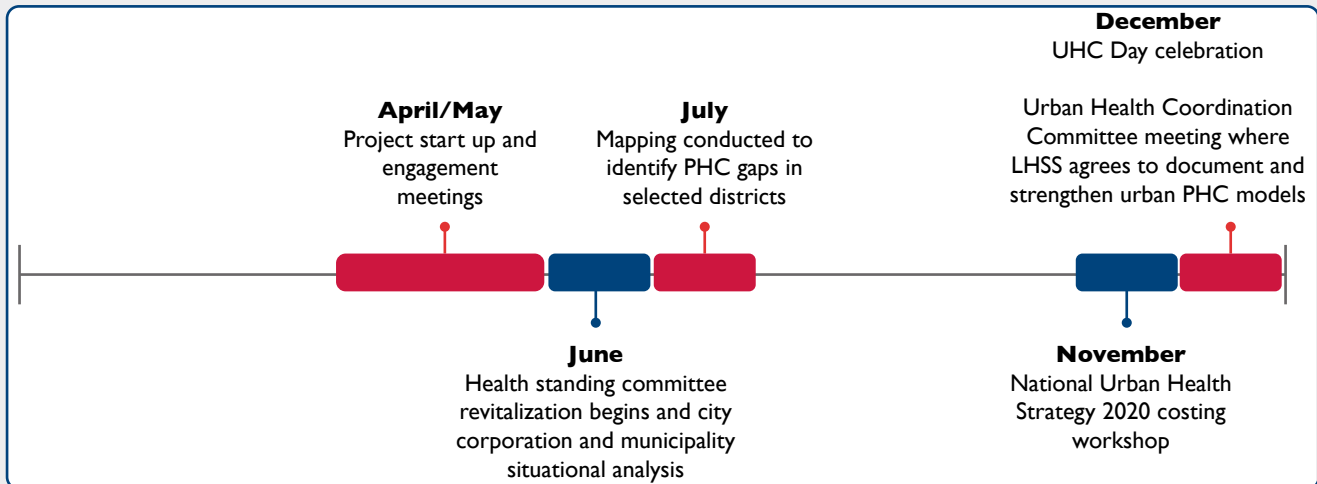 April/May
Project start up and
engagement
meetings
June
Health standing committee
revitalization begins and city
corporation and municipality
situational analysis
July
Mapping conducted to
identify PHC gaps in
selected districts
November
National Urban Health
Strategy 2020 costing
workshop
December
UHC Day celebration
Urban Health Coordination
Committee meeting where
LHSS agrees to document and
strengthen urban PHC models